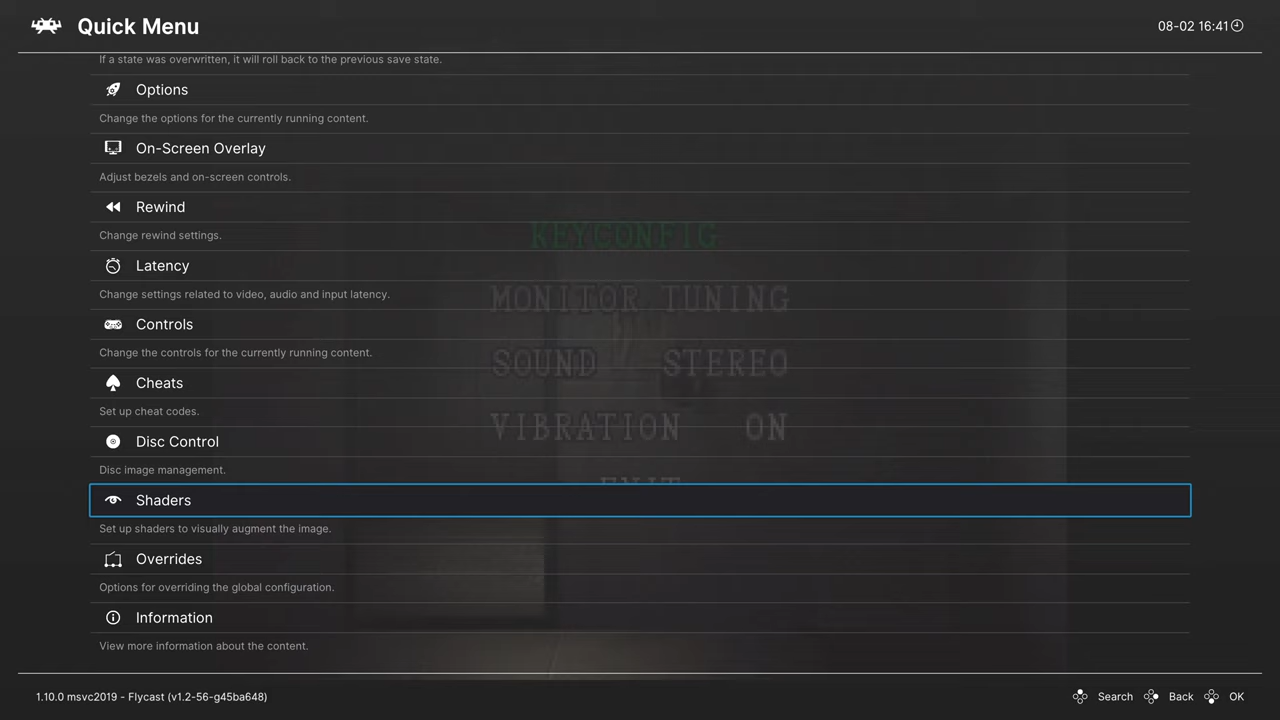 Quick Menu
08-02 16:41
If a state was overwritten, it will roll back to the previous save state.
Options
Change the options for the currently running content.
On-Screen Overlay
Adjust bezels and on-screen controls.
Rewind
Change rewind settings.
KEYCONFIG
Latency
Change settings related to video, audio and input latency.
MONITOR TUNING
Controls
Change the controls for the currently running content.
SOUND STEREO
Cheats
Set up cheat codes.
VIBRATION ON
Disc Control
Disc image management.
EXIT
Shaders
Set up shaders to visually augment the image.
Overrides
Options for overriding the global configuration.
Information
View more information about the content.
1.10.0 msvc2019 - Flycast (v1.2-56-g45ba648)
Search Back OK